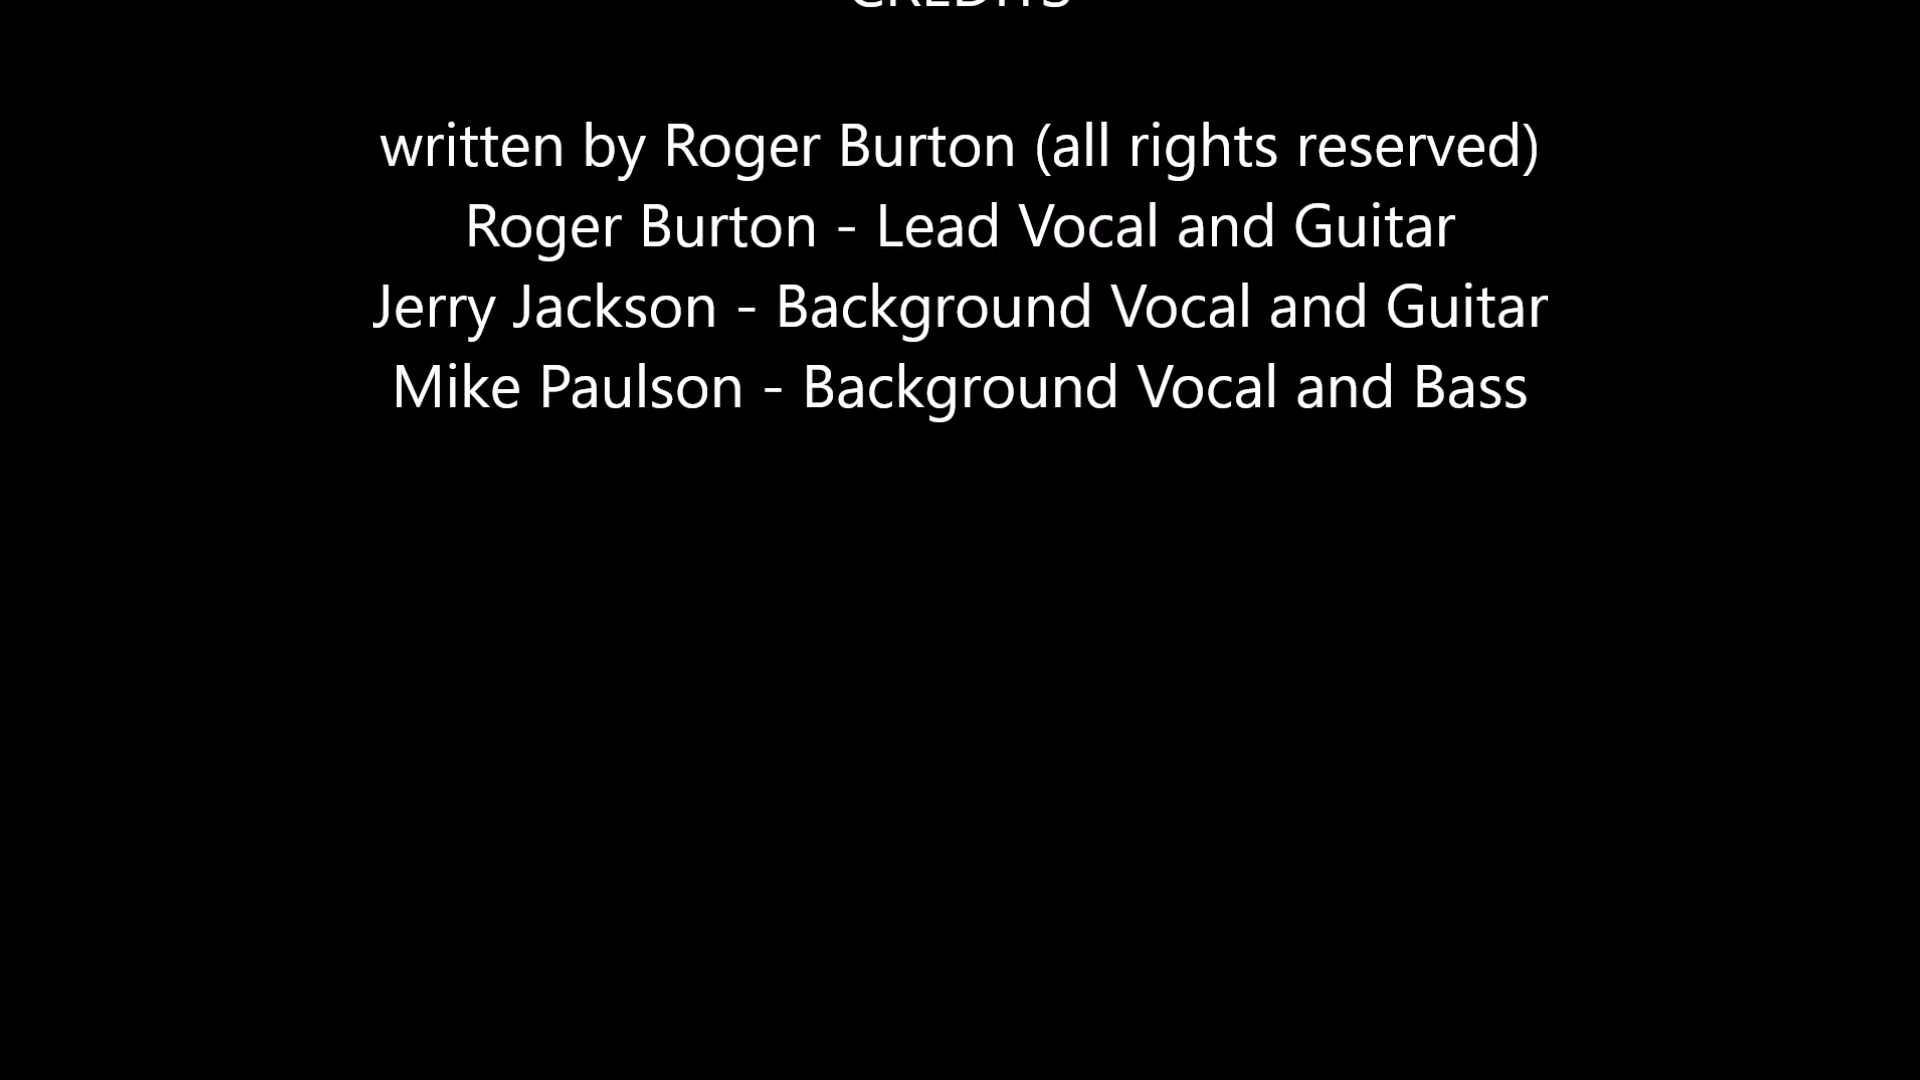 CREDITS
written by Roger Burton (all rights reserved)
Roger Burton - Lead Vocal and Guitar
Jerry Jackson - Background Vocal and Guitar
Mike Paulson - Background Vocal and Bass